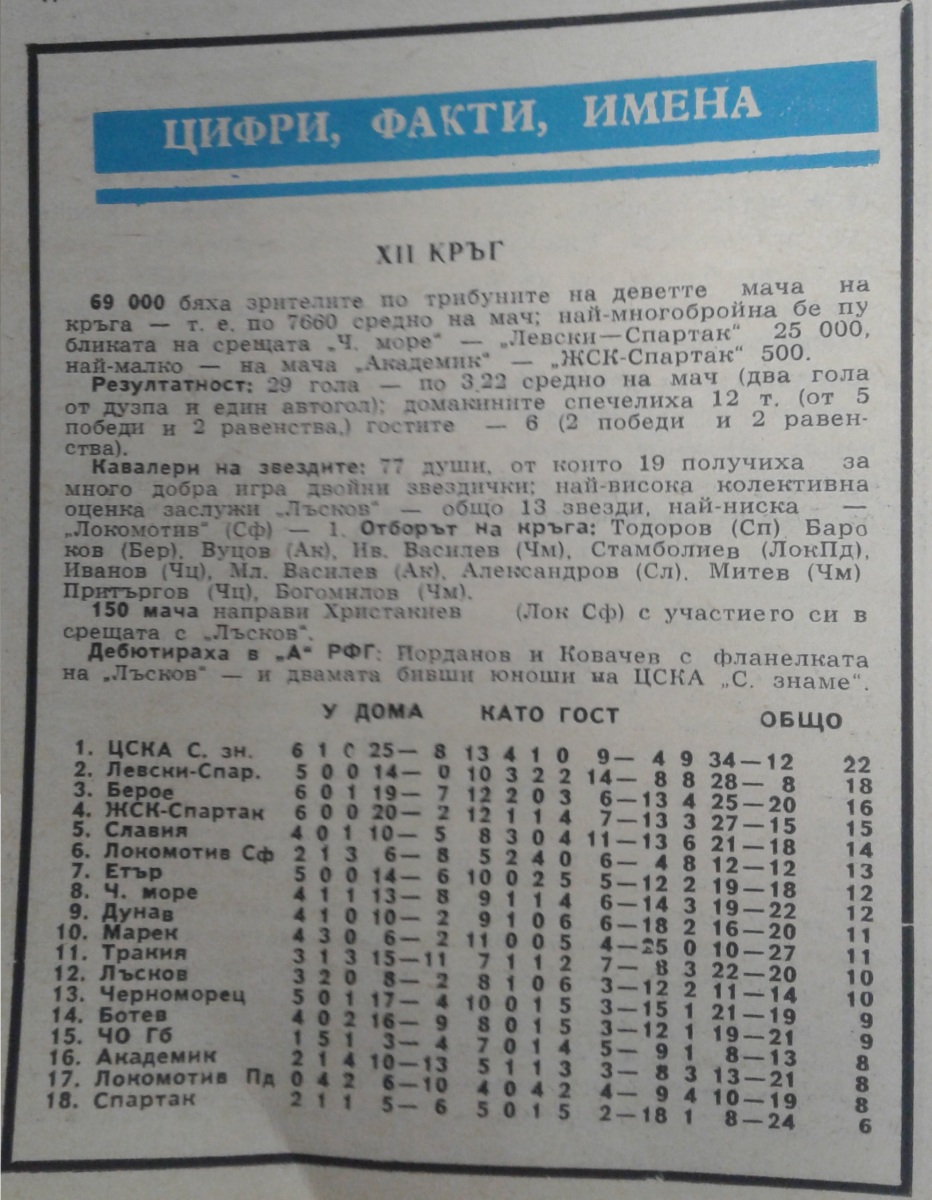 ЦИФРИ, ФАКТИ, ИМЕНА
XII КРЪГ
69 000 бяха зрителите по трибуните на деветте мача на
кръга — т. е. по 7660 средно на мач; най-многобройна бе пу
бликата на срещата „Ч. море“ — „Левски—Спартак“ 25 000,
най-малко — на мача „Академик“ — „ЖСК-Спартак“ 500.
Резултатност: 29 гола — по 3,22 средно на мач (два гола
от дузпа и един автогол); домакините спечелиха 12 т. (от 5
победи и 2 равенства,) гостите — 6 (2 победи и 2 равен-
ства).
Кавалери на звездите: 77 души, от които 19 получиха за
много добра игра двойни звездички; най-висока колективна
оценка заслужи „Лъсков“ — общо 13 звезди, най-ниска —
„Локомотив“ (Сф) — 1. Отборът на кръга: Тодоров (Сп) Баро
ков (Бер), Вуцов (Ак), Ив. Василев (Чм), Стамболиев (ЛокПд),
Иванов (Чц), Мл. Василев (Ак), Александров (Сл), Митев (Чм)
Притъргов (Чц), Богомилов (Чм).
150 мача направи Христакиев (Лок Сф) с участието си в
срещата с „Лъсков“.
Дебютираха в „А“ РФГ: Йорданов и Ковачев с фланелката
на „Лъсков“ — и двамата бивши юноши на ЦСКА „С. знаме“.
У ДОМА КАТО ГОСТ ОБЩО
1. ЦСКА С. зн. 6 1 0 25— 8 13 4 1 0 9— 4 9 34—12 22
2. Левски-Спар. 5 0 0 14— 0 10 3 2 2 14— 8 8 28— 8 18
3. Берое 6 0 1 19— 7 12 2 0 3 6—13 4 25—20 16
4. ЖСК-Спартак 6 0 0 20— 2 12 1 1 4 7—13 3 27—15 15
5. Славия 4 0 1 10— 5 8 3 0 4 11—13 6 21—18 14
6. Локомотив Сф 2 1 3 6— 8 5 2 4 0 6— 4 8 12—12 13
7. Етър 5 0 0 14— 6 10 0 2 5 5—12 2 19—18 12
8. Ч. море 4 1 1 13— 8 9 1 1 4 6—14 3 19—22 12
9. Дунав 4 1 0 10— 2 9 1 0 6 6—18 2 16—20 11
10. Марек 4 3 0 6— 2 11 0 0 5 4—25 0 10—27 11
11. Тракия 3 1 3 15—11 7 1 1 2 7— 8 3 22—20 10
12. Лъсков 3 2 0 8— 2 8 1 0 6 3—12 2 11—14 10
13. Черноморец 5 0 1 17— 4 10 0 1 5 3—15 1 21—19 9
14. Ботев 4 0 2 16— 9 8 0 1 5 3—12 1 19—21 9
15. ЧО Гб 1 5 1 3— 4 7 0 1 4 5— 9 1 8—13 8
16. Академик 2 1 4 10—13 5 1 1 3 3— 8 3 13—21 8
17. Локомотив Пд 0 4 2 6—10 4 0 4 2 4— 9 4 10—19 8
18. Спартак 2 1 1 5— 6 5 0 1 5 2—18 1 8—24 6